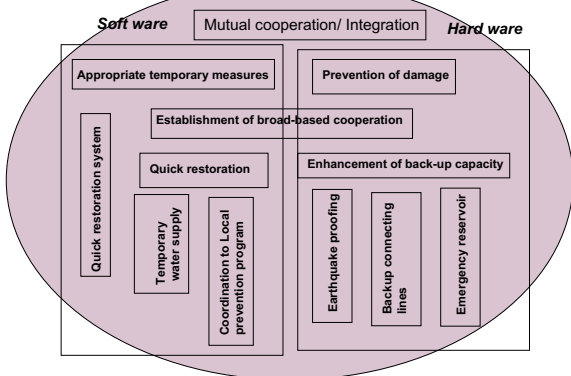 Soft ware
Mutual cooperation/ Integration
Hard ware
Appropriate temporary measures
Prevention of damage
Establishment of broad-based cooperation
Quick restoration system
Quick restoration
Enhancement of back-up capacity
Temporary
water supply
Coordination to Local
prevention program
Earthquake proofing
Backup connecting
lines
Emergency reservoir